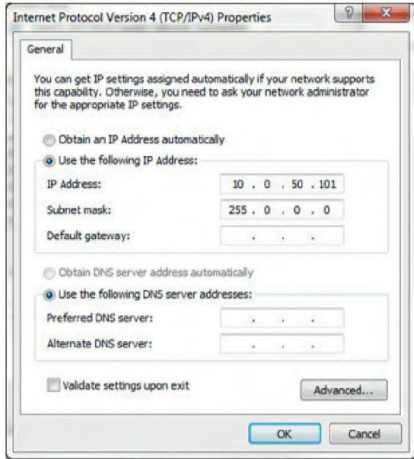 Internet Protocol Version 4 (TCP/IPv4) Properties
General
You can get IP settings assigned automatically if your network supports
this capability. Otherwise, you need to ask your network administrator
for the appropriate IP settings.
Obtain an IP Address automatically
Use the following IP Address:
IP Address: 10 . 0 . 50 . 101
Subnet mask: 255 . 0 . 0 . 0
Default gateway: . . .
Obtain DNS server address automatically
Use the following DNS server addresses:
Preferred DNS server: . . .
Alternate DNS server: . . .
Validate settings upon exit
Advanced...
OK Cancel